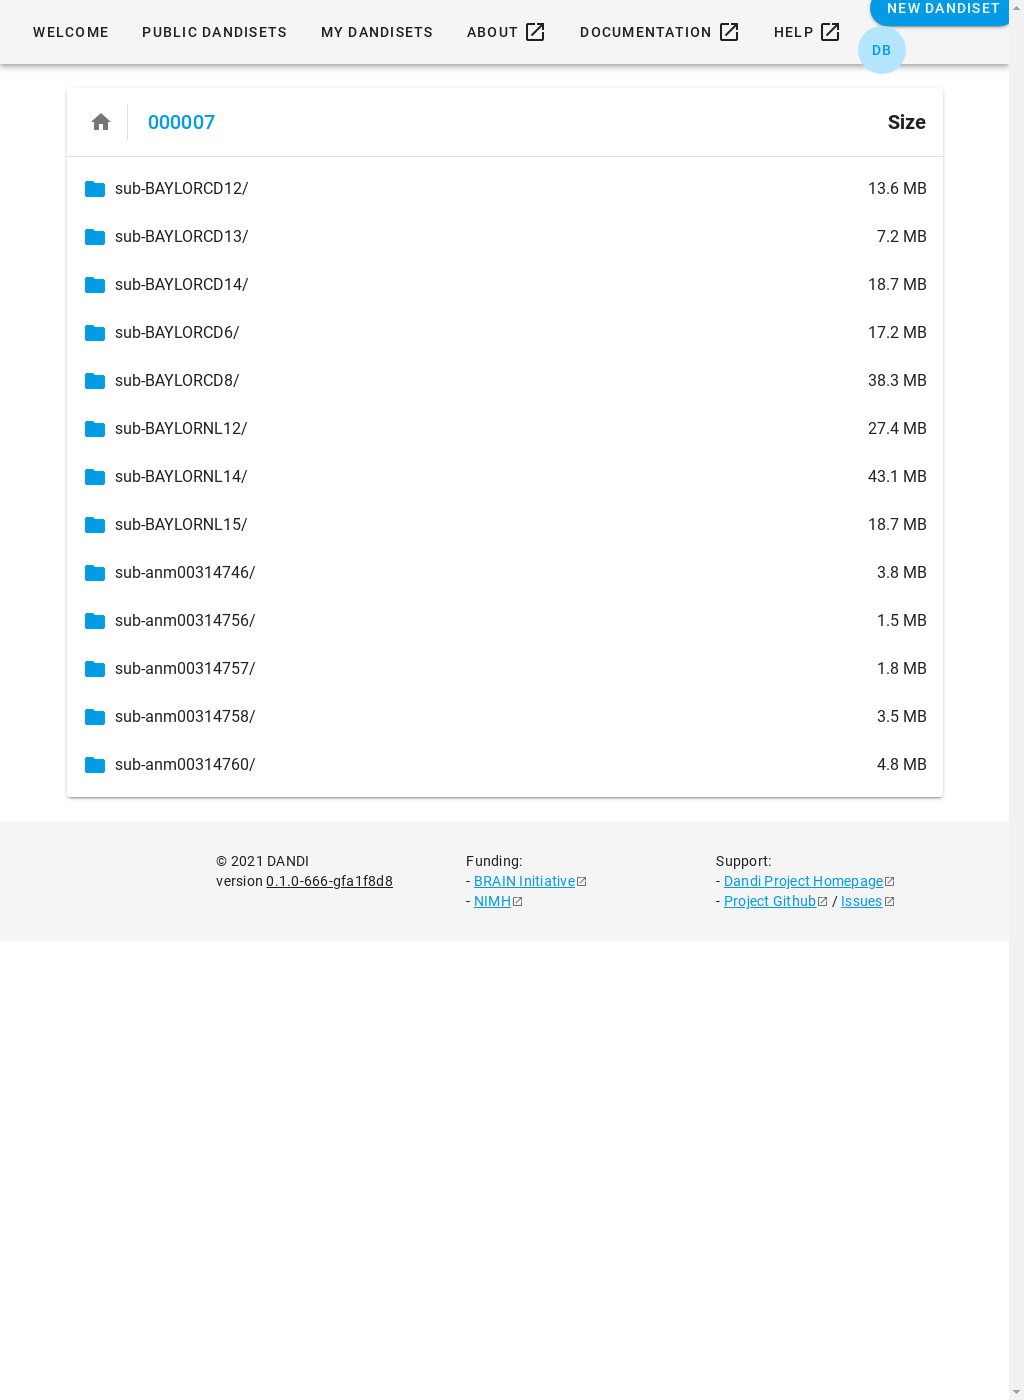 WELCOME PUBLIC DANDISETS MY DANDISETS ABOUT DOCUMENTATION HELP NEW DANDISET
DB
000007 Size
sub-BAYLORCD12/ 13.6 MB
sub-BAYLORCD13/ 7.2 MB
sub-BAYLORCD14/ 18.7 MB
sub-BAYLORCD6/ 17.2 MB
sub-BAYLORCD8/ 38.3 MB
sub-BAYLORNL12/ 27.4 MB
sub-BAYLORNL14/ 43.1 MB
sub-BAYLORNL15/ 18.7 MB
sub-anm00314746/ 3.8 MB
sub-anm00314756/ 1.5 MB
sub-anm00314757/ 1.8 MB
sub-anm00314758/ 3.5 MB
sub-anm00314760/ 4.8 MB
© 2021 DANDI
version 0.1.0-666-gfa1f8d8
Funding:
- BRAIN Initiative
- NIMH
Support:
- Dandi Project Homepage
- Project Github / Issues